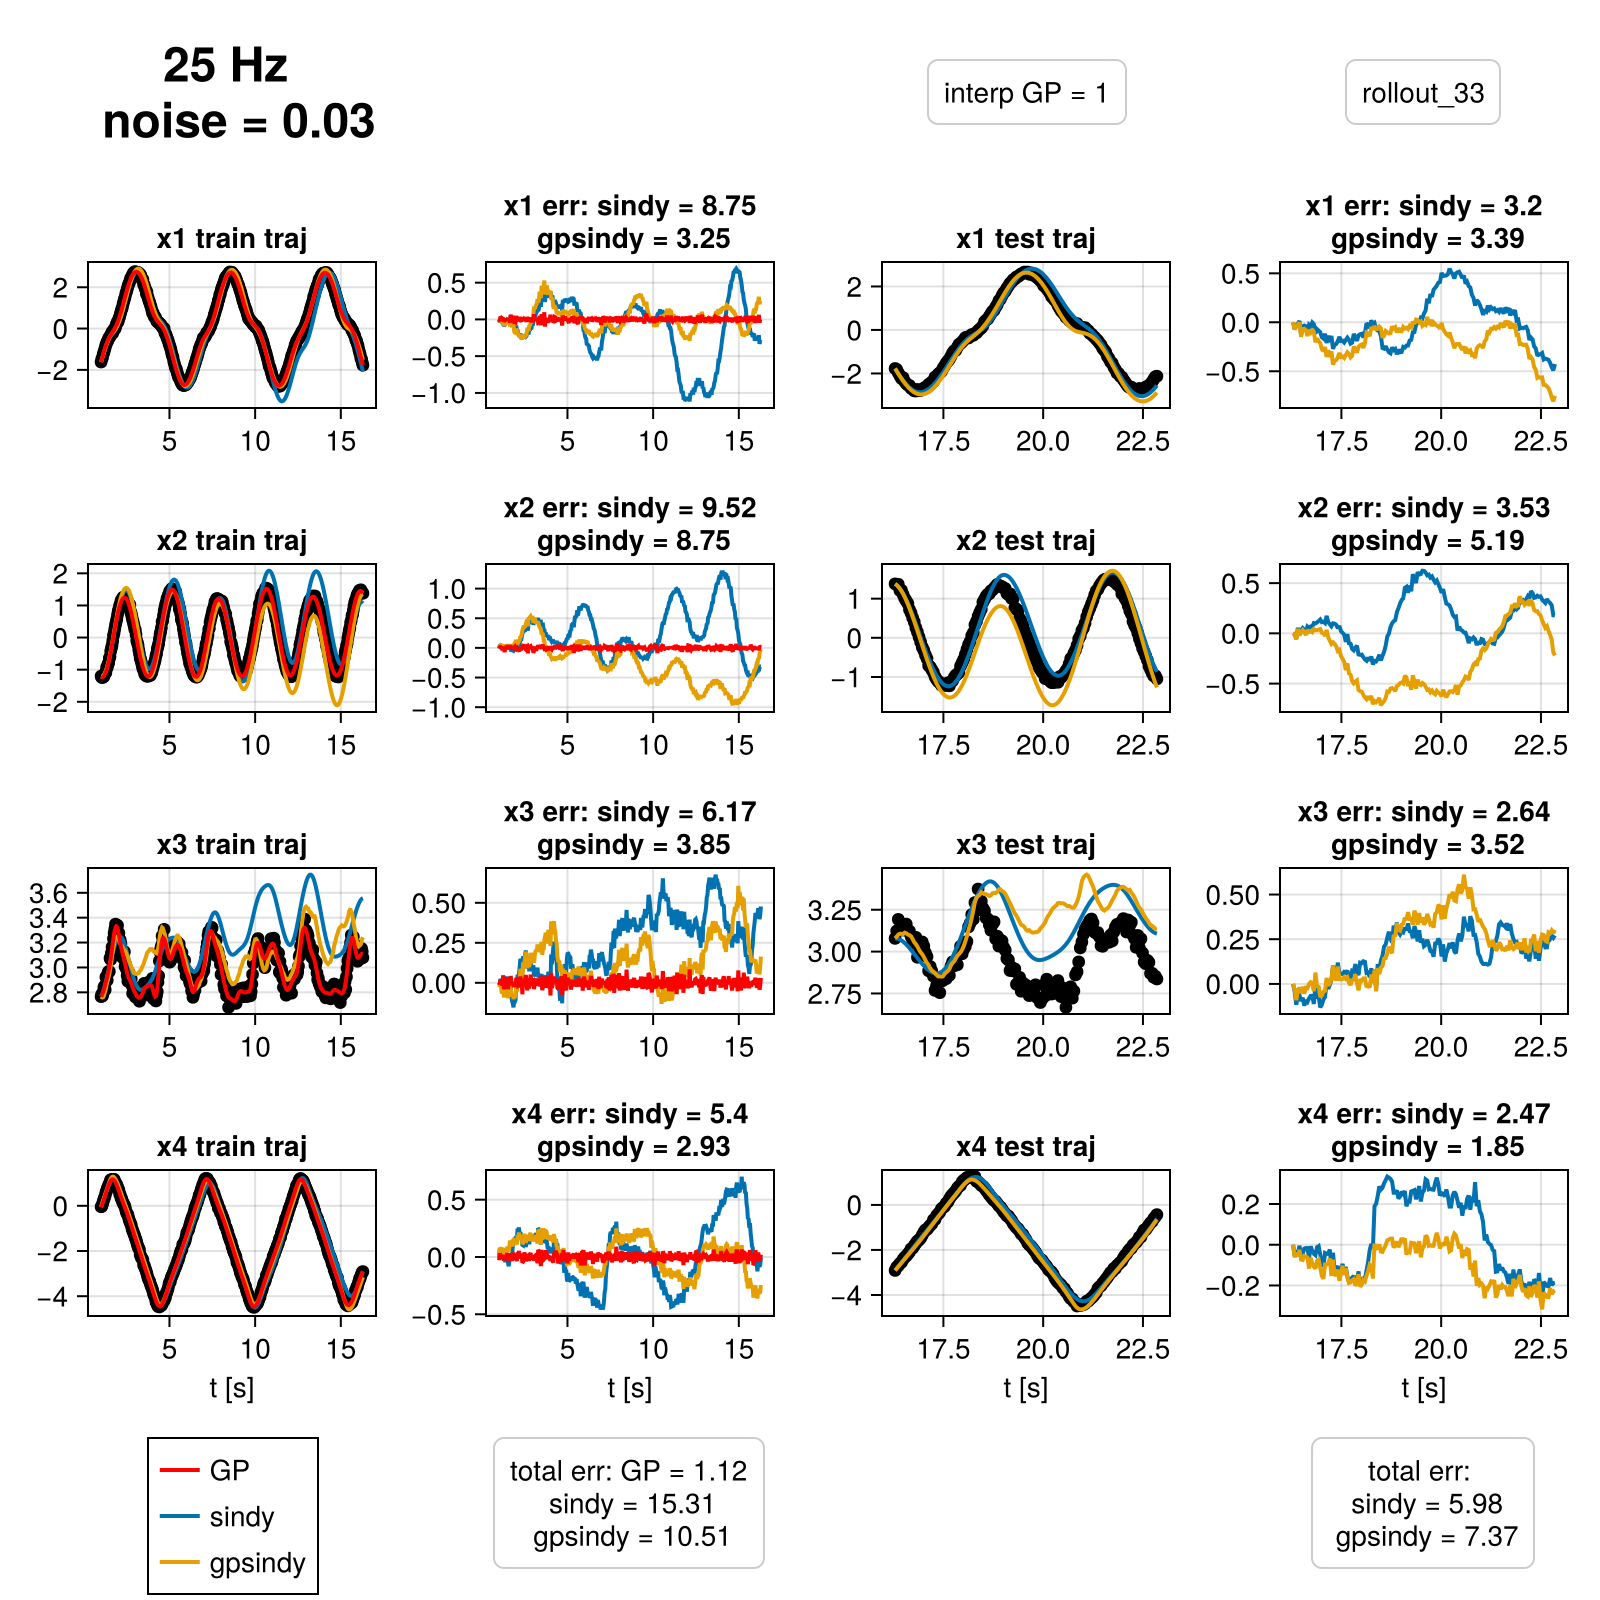 25 Hz
noise = 0.03
interp GP = 1
rollout_33
x1 train traj
x1 err: sindy = 8.75
gpsindy = 3.25
x1 test traj
x1 err: sindy = 3.2
gpsindy = 3.39
2
0
−2
5
10
15
0.5
0.0
−0.5
−1.0
5
10
15
2
0
−2
17.5
20.0
22.5
0.5
0.0
−0.5
17.5
20.0
22.5
x2 train traj
x2 err: sindy = 9.52
gpsindy = 8.75
x2 test traj
x2 err: sindy = 3.53
gpsindy = 5.19
2
1
0
−1
−2
5
10
15
1.0
0.5
0.0
−0.5
−1.0
5
10
15
1
0
−1
17.5
20.0
22.5
0.5
0.0
−0.5
17.5
20.0
22.5
x3 train traj
x3 err: sindy = 6.17
gpsindy = 3.85
x3 test traj
x3 err: sindy = 2.64
gpsindy = 3.52
3.6
3.4
3.2
3.0
2.8
5
10
15
0.50
0.25
0.00
5
10
15
3.25
3.00
2.75
17.5
20.0
22.5
0.50
0.25
0.00
17.5
20.0
22.5
x4 train traj
x4 err: sindy = 5.4
gpsindy = 2.93
x4 test traj
x4 err: sindy = 2.47
gpsindy = 1.85
0
−2
−4
5
10
15
t [s]
0.5
0.0
−0.5
5
10
15
t [s]
0
−2
−4
17.5
20.0
22.5
t [s]
0.2
0.0
−0.2
17.5
20.0
22.5
t [s]
GP
sindy
gpsindy
total err: GP = 1.12
sindy = 15.31
gpsindy = 10.51
total err:
sindy = 5.98
gpsindy = 7.37